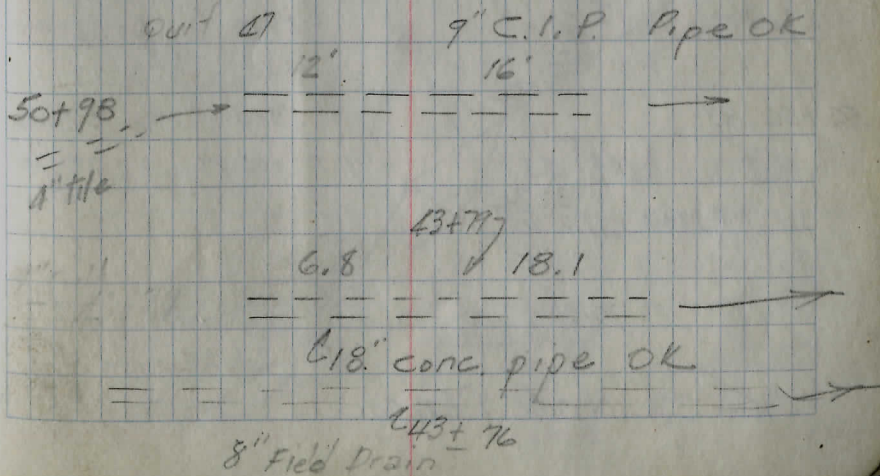 9" C.I.P. Pipe OK
12' 16'
50+98
4" tile
43+79
6.8 18.1
18" conc. pipe OK
43±76
8" Field Drain